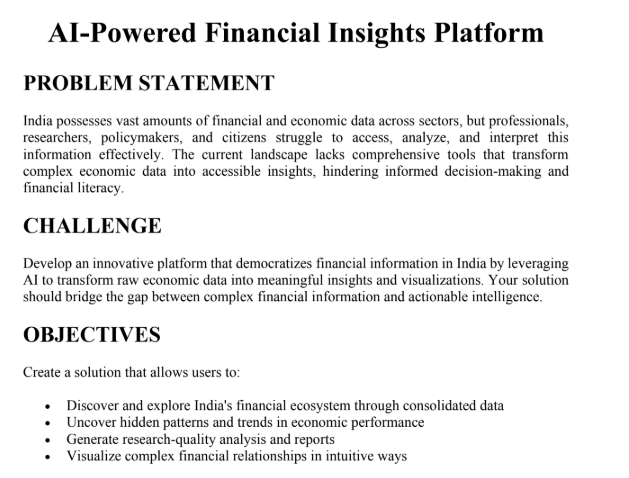 AI-Powered Financial Insights Platform
PROBLEM STATEMENT
India possesses vast amounts of financial and economic data across sectors, but professionals,
researchers, policymakers, and citizens struggle to access, analyze, and interpret this
information effectively. The current landscape lacks comprehensive tools that transform
complex economic data into accessible insights, hindering informed decision-making and
financial literacy.
CHALLENGE
Develop an innovative platform that democratizes financial information in India by leveraging
AI to transform raw economic data into meaningful insights and visualizations. Your solution
should bridge the gap between complex financial information and actionable intelligence.
OBJECTIVES
Create a solution that allows users to:
• Discover and explore India's financial ecosystem through consolidated data
• Uncover hidden patterns and trends in economic performance
• Generate research-quality analysis and reports
• Visualize complex financial relationships in intuitive ways